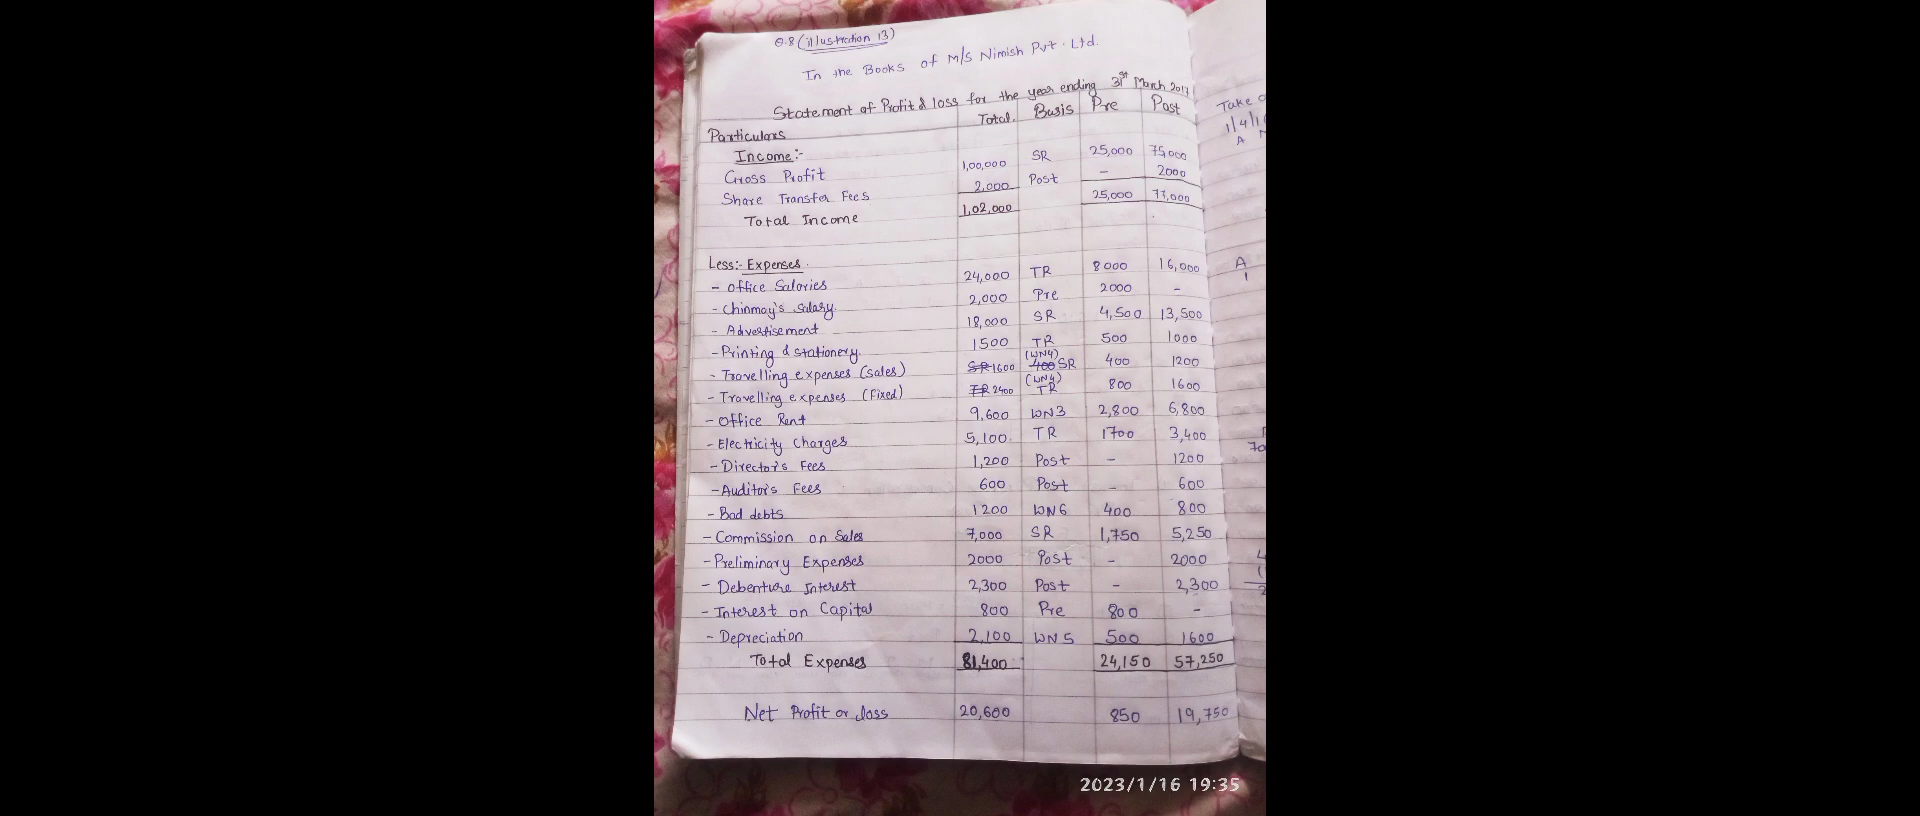 Q.8 (illustration 13)
In the Books of M/S Nimish Pvt. Ltd.
Statement of Profit & loss for the year ending 31st March 2017
Particulars Total. Basis Pre Post
Income:-
Gross Profit 1,00,000 SR 25,000 75,000
Share Transfer Fees 2,000 Post - 2000
Total Income 1,02,000 25,000 77,000
Less:- Expenses.
- Office Salaries 24,000 TR 8000 16,000
- Chinmay's Salary. 2,000 Pre 2000 -
- Advertisement 18,000 SR 4,500 13,500
- Printing & stationery. 1500 TR 500 1000
- Travelling expenses (sales) SR 1600 (WN4) 400 SR 400 1200
- Travelling expenses (Fixed) TR 2400 (WN4) TR 800 1600
- Office Rent 9,600 WN3 2,800 6,800
- Electricity Charges 5,100. TR 1700 3,400
- Director's Fees 1,200 Post - 1200
- Auditor's Fees 600 Post - 600
- Bad debts 1200 WN6 400 800
- Commission on Sales 7,000 SR 1,750 5,250
- Preliminary Expenses 2000 Post - 2000
- Debenture Interest 2,300 Post - 2,300
- Interest on Capital 800 Pre 800 -
- Depreciation 2,100 WN5 500 1600
Total Expenses 81,400 24,150 57,250
Net Profit or loss 20,600 850 19,750
Take
1/4/1
A
A
2023/1/16 19:35